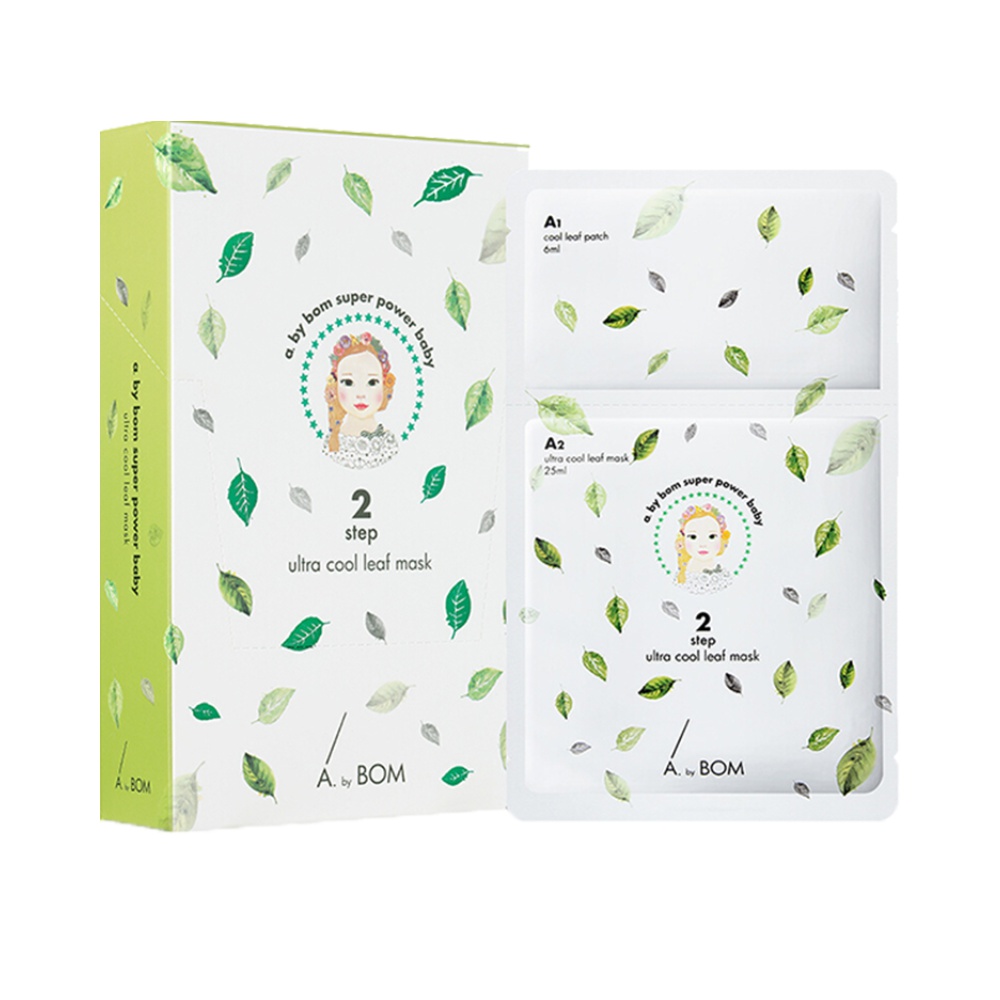 a. by bom super power baby
ultra cool leaf mask
A. by BOM
a. by bom super power baby
2
step
ultra cool leaf mask
A. by BOM
A1
cool leaf patch
6ml
A2
ultra cool leaf mask
25ml
a. by bom super power baby
2
step
ultra cool leaf mask
A. by BOM